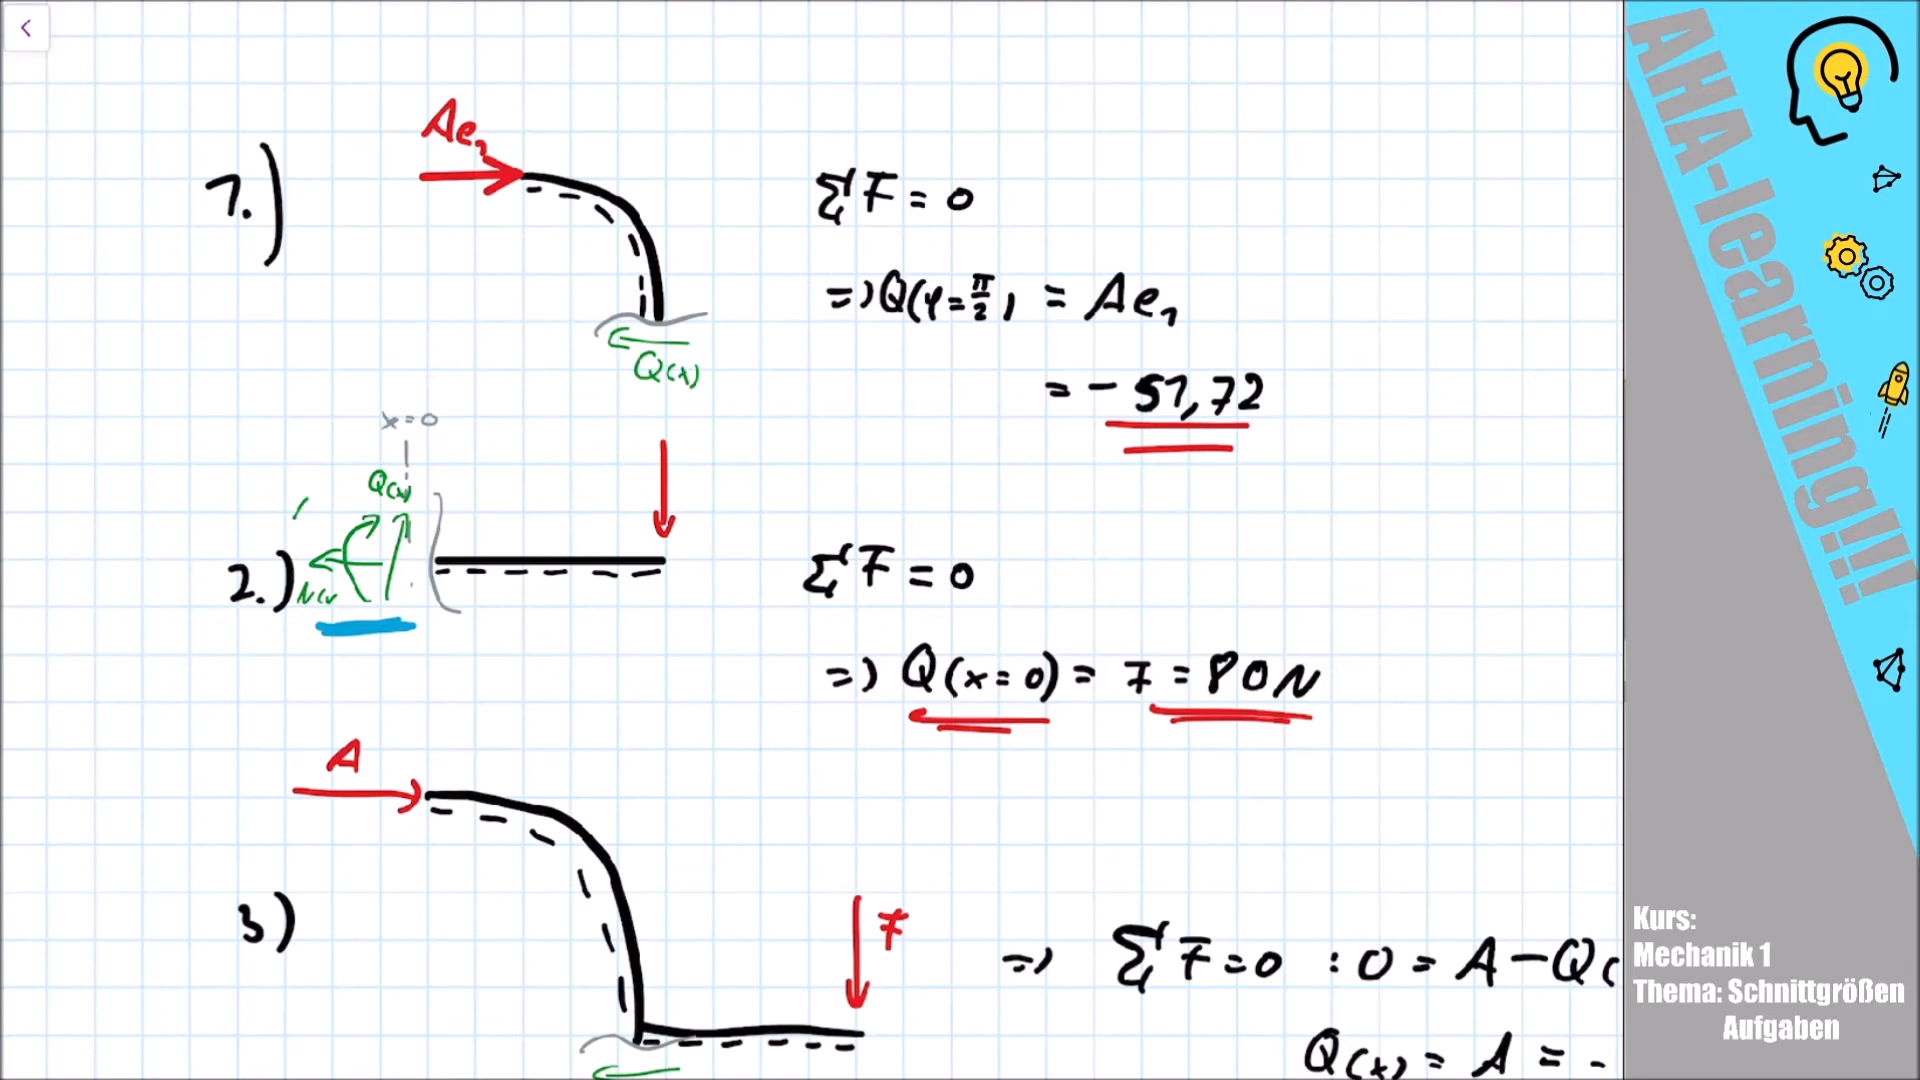 1.)
Ae₁
ΣF = 0
=> Q(φ=π/2) = Ae₁
= - 51,72
Q(x)
x=0
Q(x)
2.)
ΣF = 0
=> Q(x=0) = F = 80N
A
3)
F
=> ΣF=0 : 0 = A - Q(
Q(x) = A = -
AHA-learning!!!
Kurs:
Mechanik 1
Thema: Schnittgrößen
Aufgaben